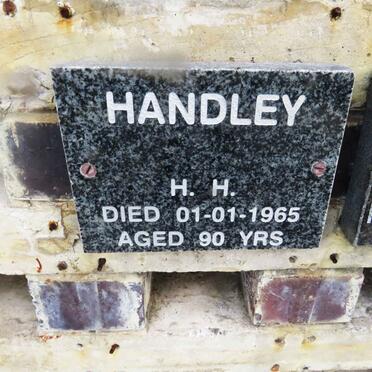 HANDLEY
H. H.
DIED 01-01-1965
AGED 90 YRS